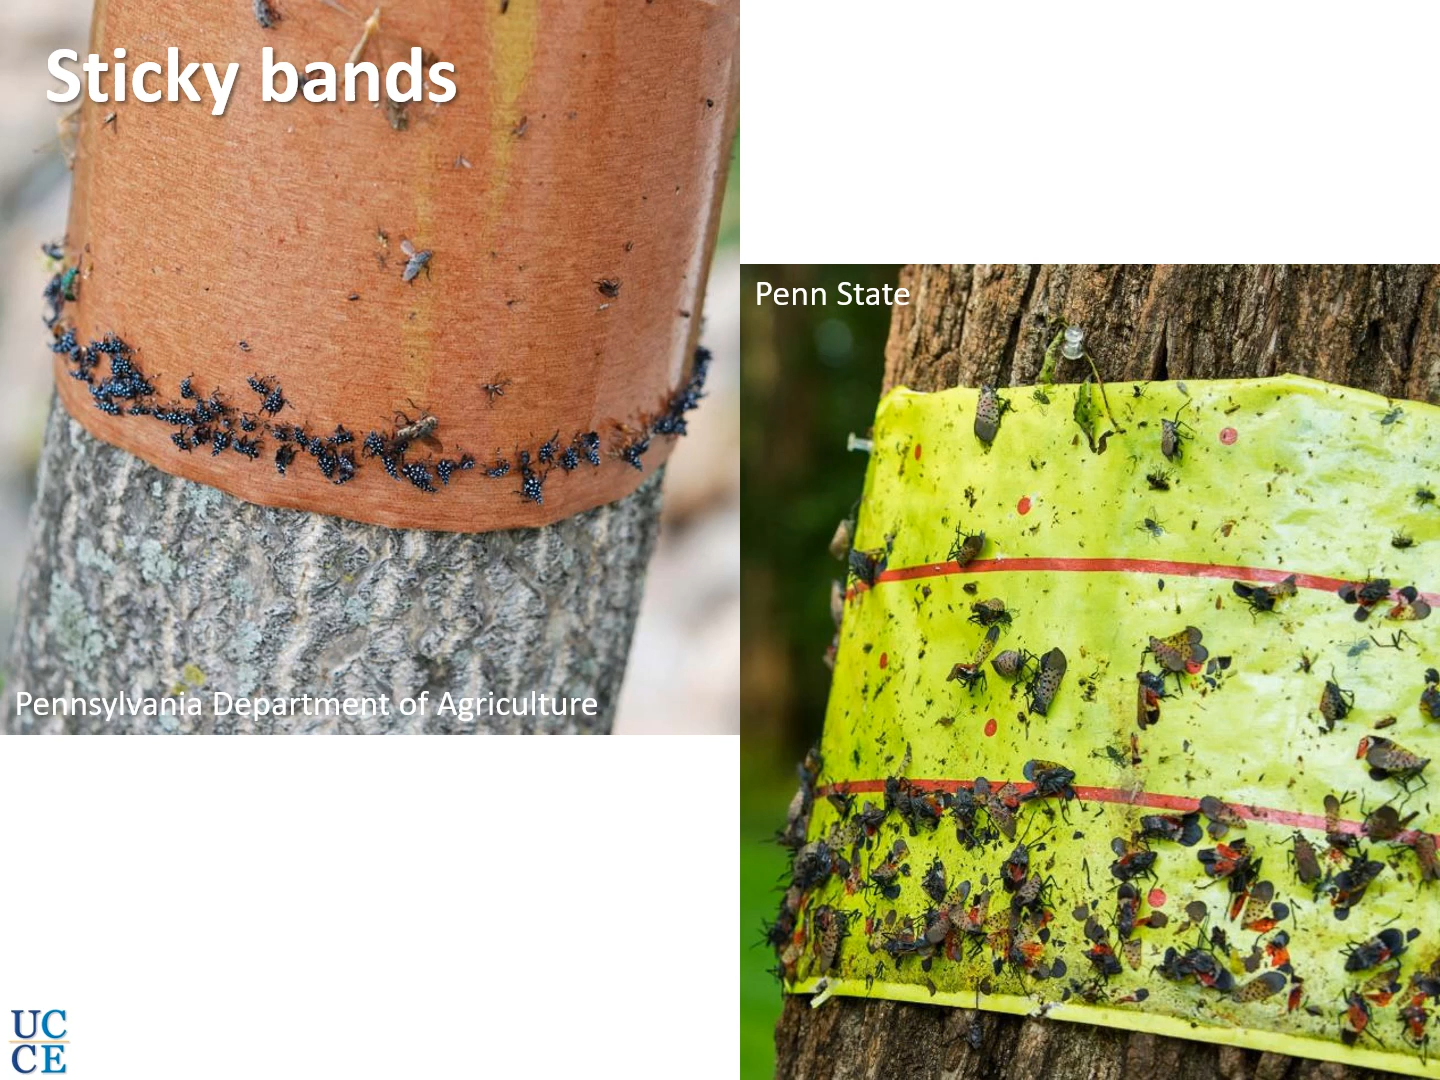 Sticky bands
Penn State
Pennsylvania Department of Agriculture
UC
CE